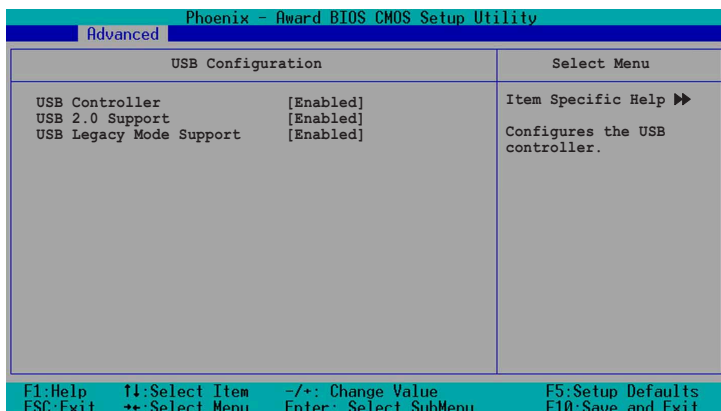 Phoenix - Award BIOS CMOS Setup Utility
Advanced
USB Configuration
Select Menu
USB Controller [Enabled]
USB 2.0 Support [Enabled]
USB Legacy Mode Support [Enabled]
Item Specific Help ▶▶
Configures the USB
controller.
F1:Help ↑↓:Select Item -/+: Change Value F5:Setup Defaults
ESC:Exit →←:Select Menu Enter: Select SubMenu F10:Save and Exit